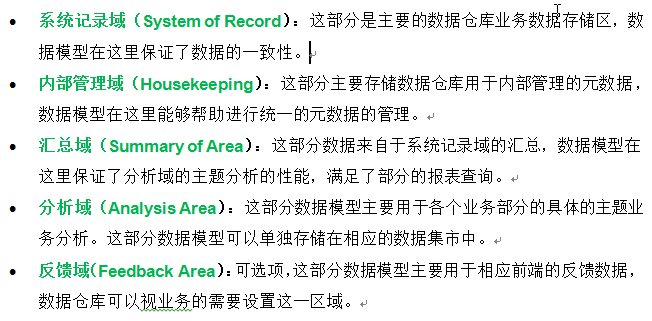 • 系统记录域（System of Record）：这部分是主要的数据仓库业务数据存储区，数
据模型在这里保证了数据的一致性。
• 内部管理域（Housekeeping）：这部分主要存储数据仓库用于内部管理的元数据，
数据模型在这里能够帮助进行统一的元数据的管理。
• 汇总域（Summary of Area）：这部分数据来自于系统记录域的汇总，数据模型在
这里保证了分析域的主题分析的性能，满足了部分的报表查询。
• 分析域（Analysis Area）：这部分数据模型主要用于各个业务部分的具体的主题业
务分析。这部分数据模型可以单独存储在相应的数据集市中。
• 反馈域(Feedback Area）：可选项，这部分数据模型主要用于相应前端的反馈数据，
数据仓库可以视业务的需要设置这一区域。